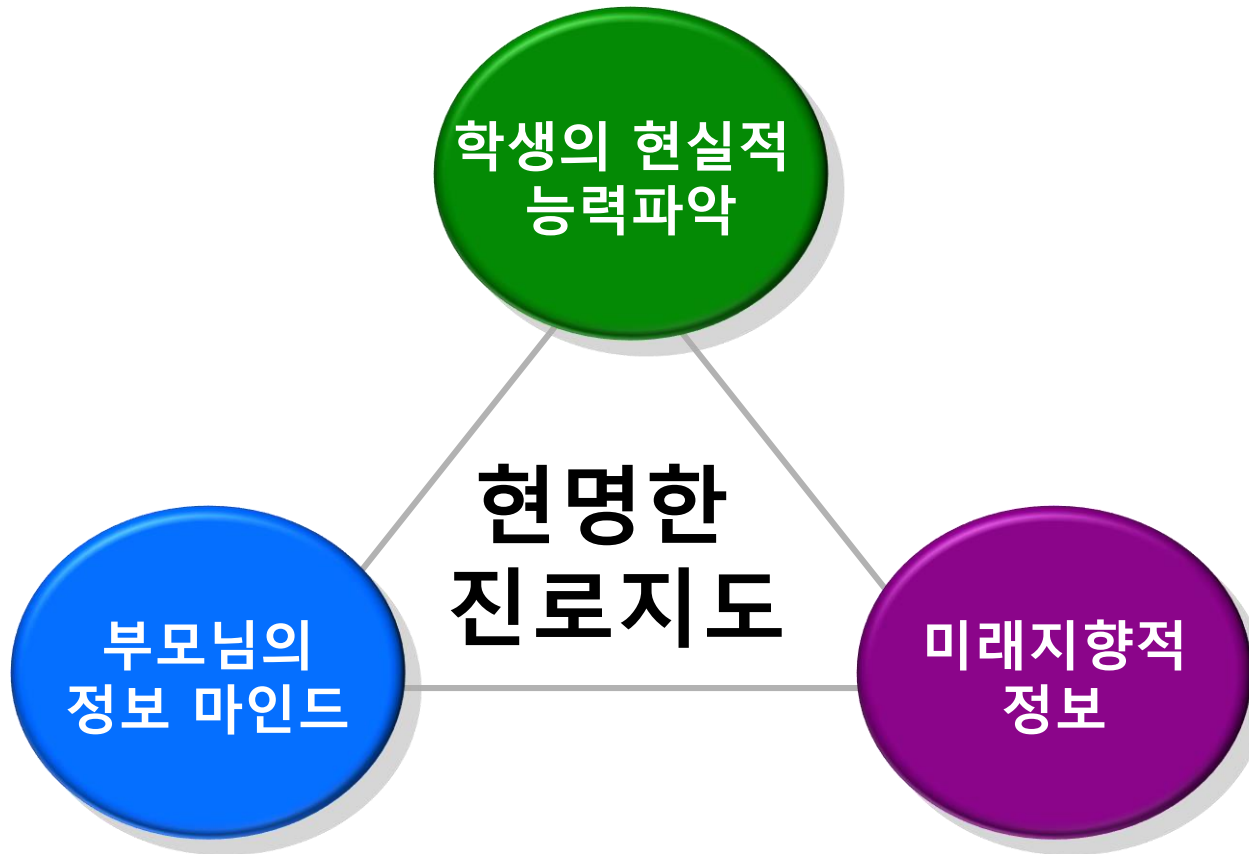 학생의 현실적
능력파악
현명한
진로지도
부모님의
정보 마인드
미래지향적
정보